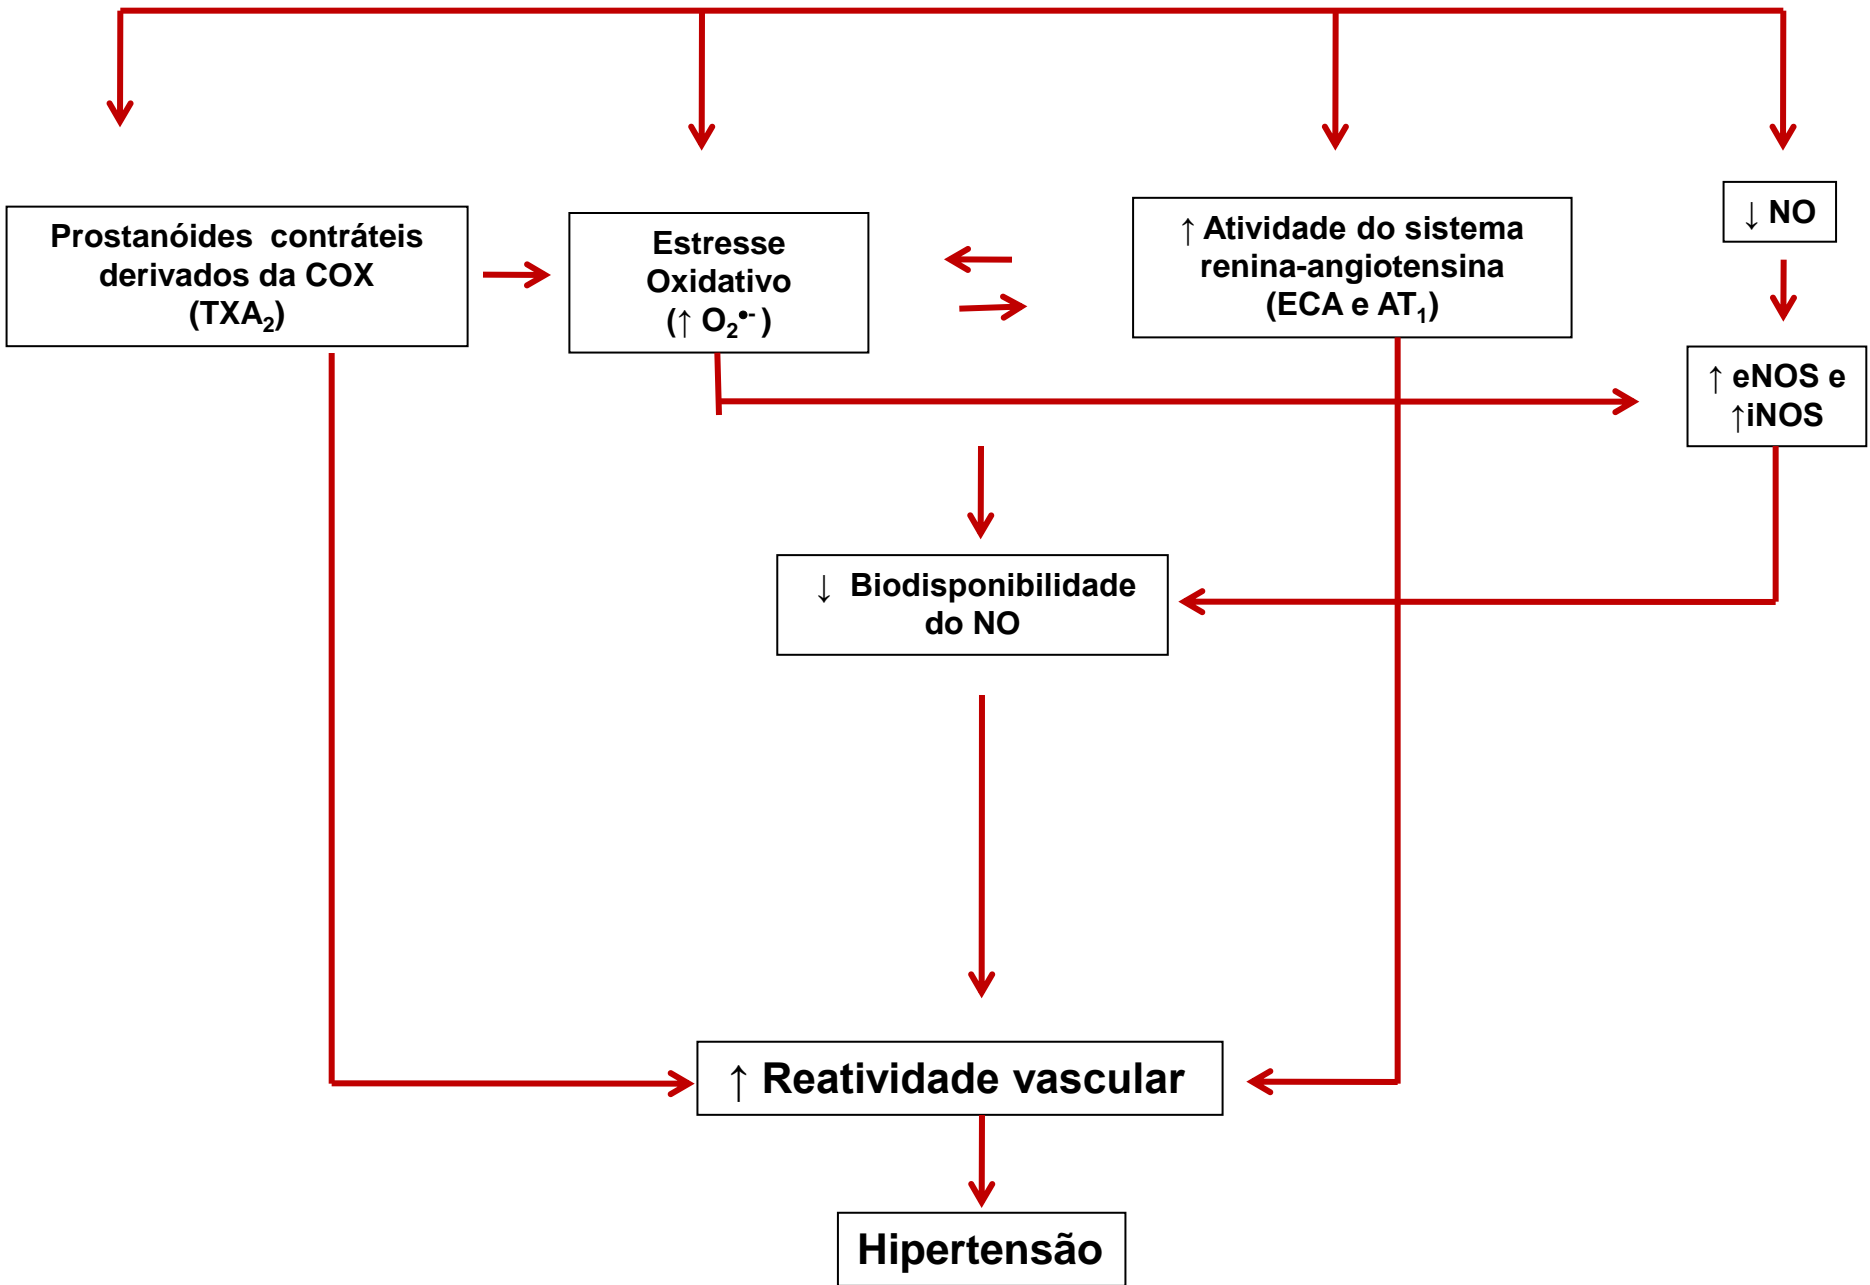 Prostanóides contráteis
derivados da COX
(TXA₂)
Estresse
Oxidativo
(↑ O₂•⁻ )
↑ Atividade do sistema
renina-angiotensina
(ECA e AT₁)
↓ NO
↑ eNOS e
↑iNOS
↓ Biodisponibilidade
do NO
↑ Reatividade vascular
Hipertensão